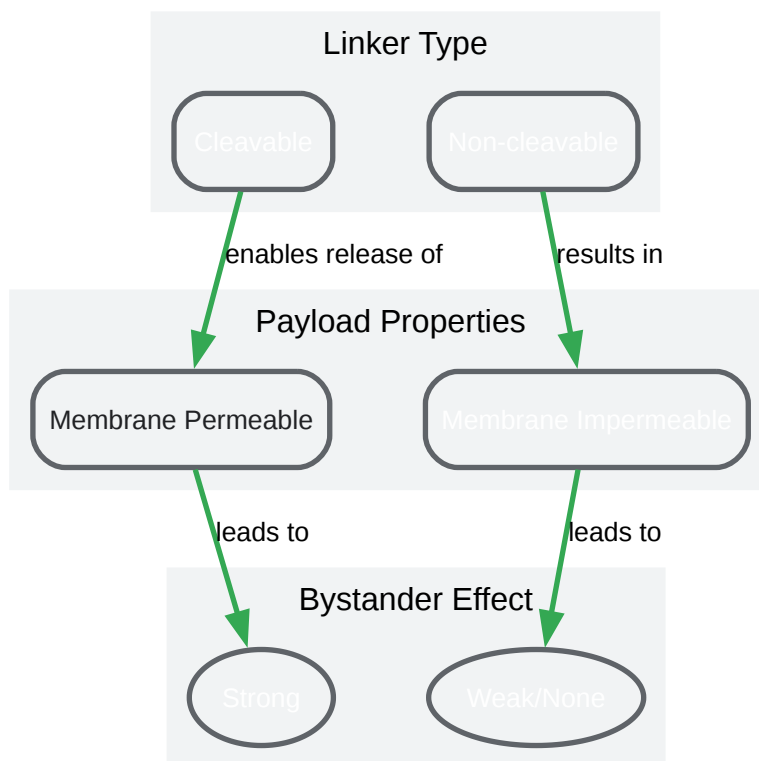 Linker Type
Cleavable
Non-cleavable
enables release of
results in
Payload Properties
Membrane Permeable
Membrane Impermeable
leads to
leads to
Bystander Effect
Strong
Weak/None